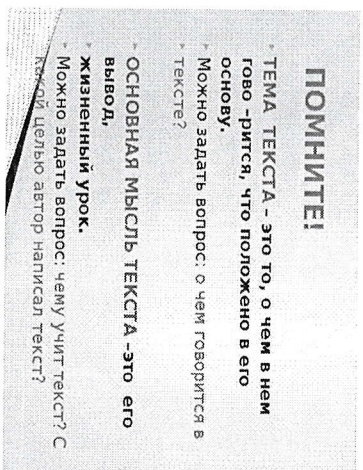 ПОМНИТЕ!
ТЕМА ТЕКСТА – это то, о чем в нем
гово -рится, что положено в его
основу.
Можно задать вопрос: о чем говорится в
тексте?
ОСНОВНАЯ МЫСЛЬ ТЕКСТА –это его
вывод,
жизненный урок.
Можно задать вопрос: чему учит текст? С
какой целью автор написал текст?